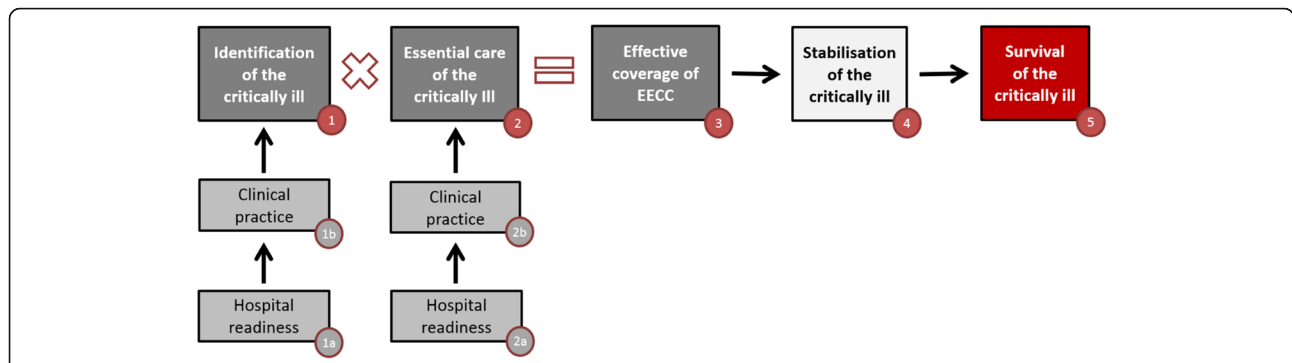 Identification
of the
critically ill
1
Essential care
of the
critically Ill
2
Effective
coverage of
EECC
3
Stabilisation
of the
critically ill
4
Survival
of the
critically ill
5
Clinical
practice
1b
Clinical
practice
2b
Hospital
readiness
1a
Hospital
readiness
2a